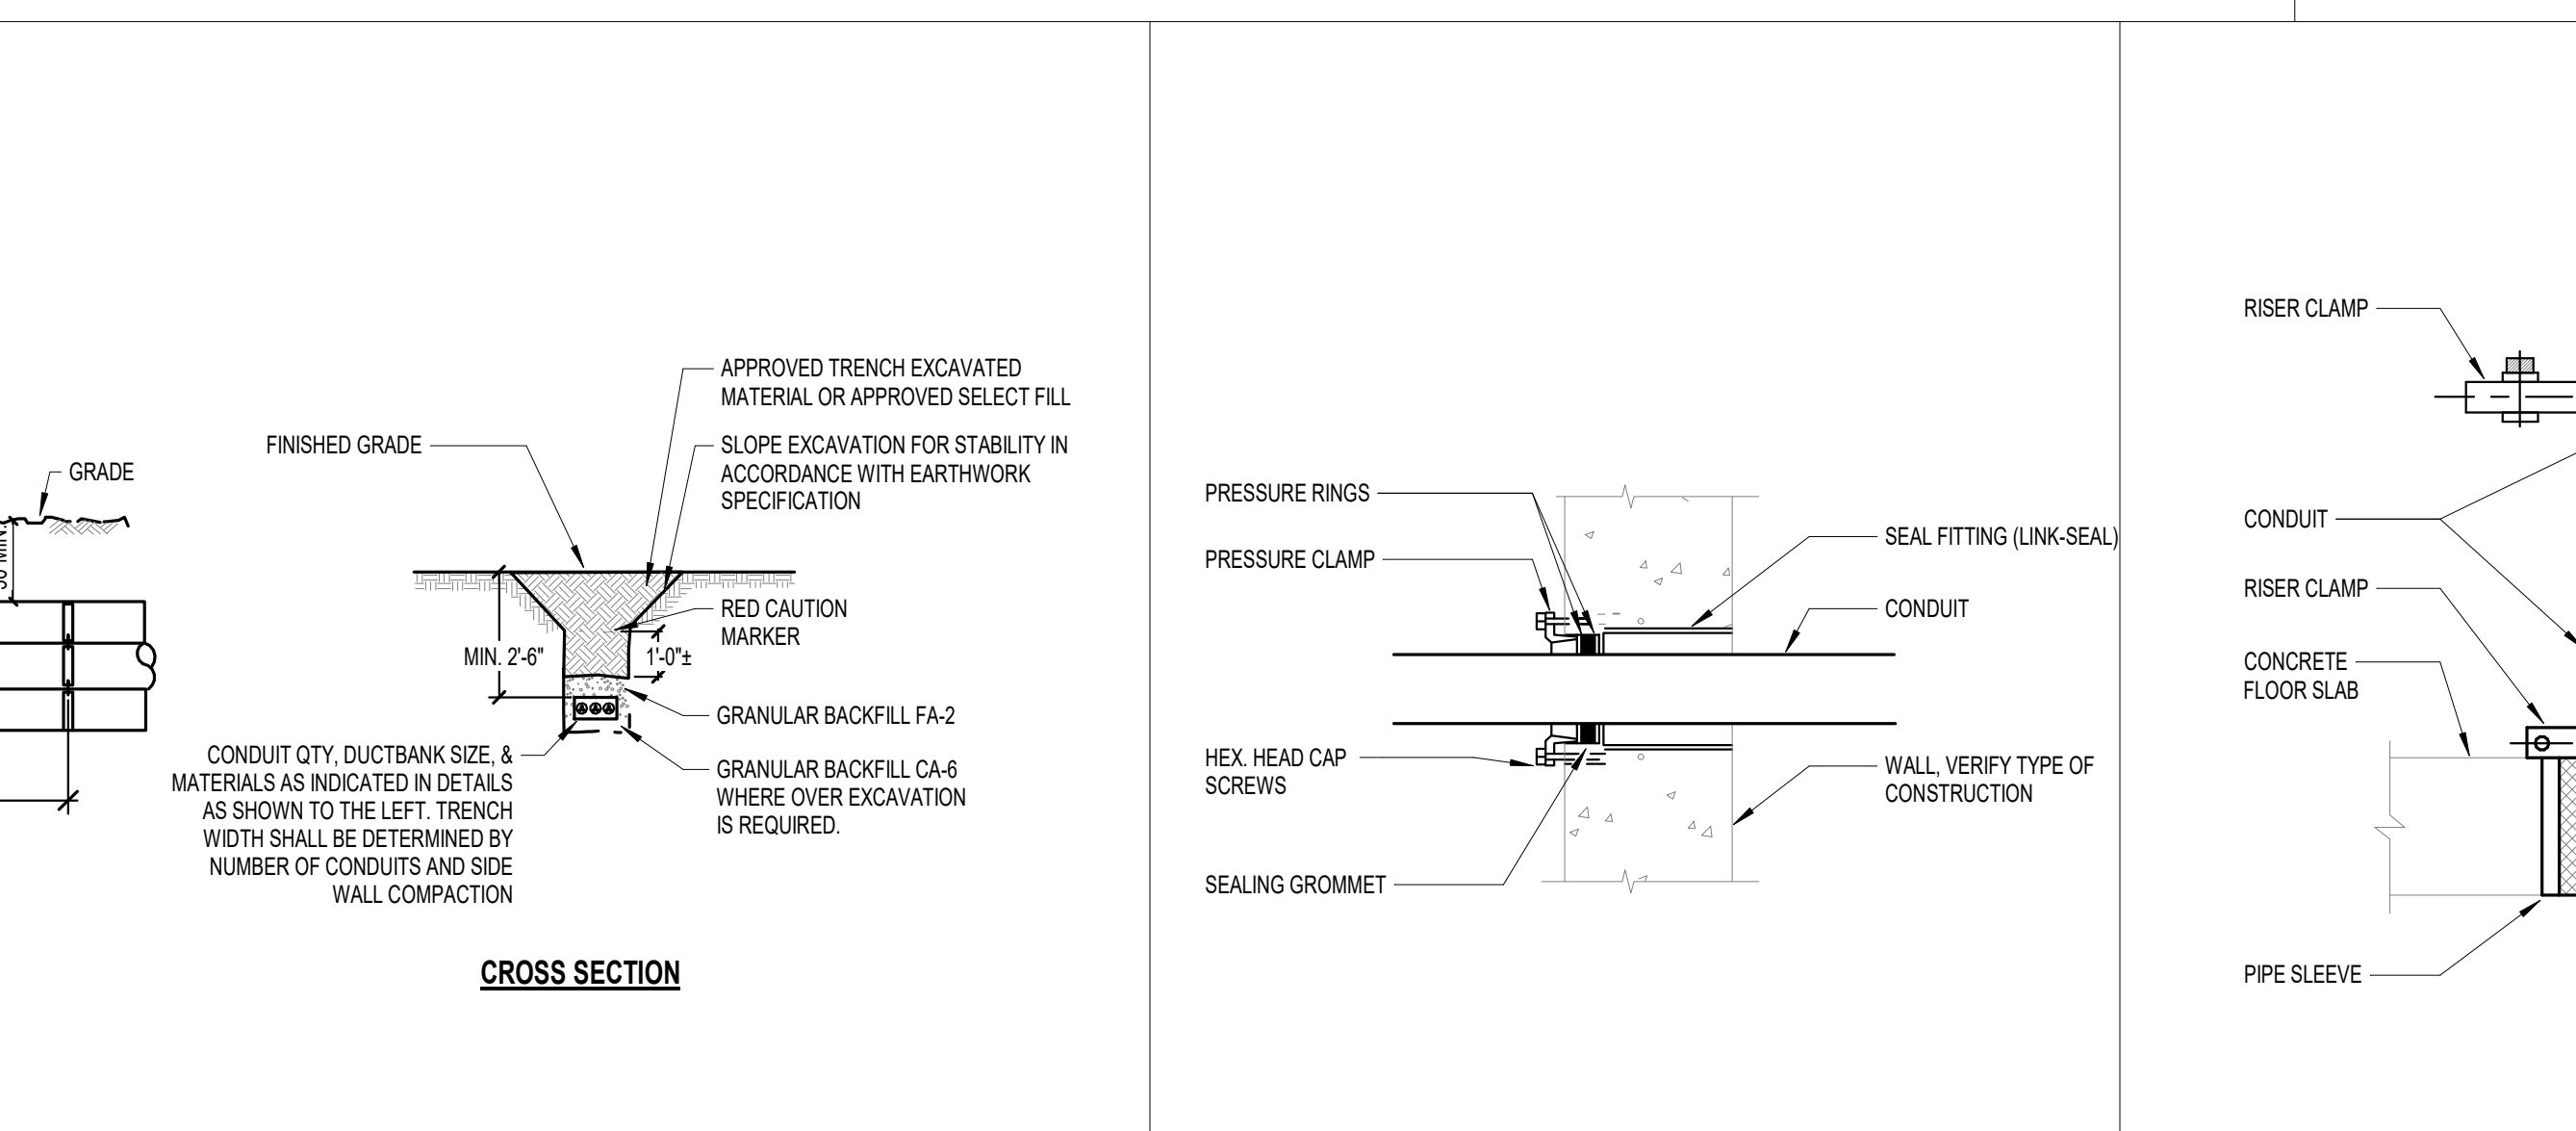 GRADE
FINISHED GRADE
APPROVED TRENCH EXCAVATED
MATERIAL OR APPROVED SELECT FILL
SLOPE EXCAVATION FOR STABILITY IN
ACCORDANCE WITH EARTHWORK
SPECIFICATION
RED CAUTION
MARKER
MIN. 2'-6"
1'-0"±
GRANULAR BACKFILL FA-2
GRANULAR BACKFILL CA-6
WHERE OVER EXCAVATION
IS REQUIRED.
CONDUIT QTY, DUCTBANK SIZE, &
MATERIALS AS INDICATED IN DETAILS
AS SHOWN TO THE LEFT. TRENCH
WIDTH SHALL BE DETERMINED BY
NUMBER OF CONDUITS AND SIDE
WALL COMPACTION
CROSS SECTION
PRESSURE RINGS
PRESSURE CLAMP
HEX. HEAD CAP
SCREWS
SEALING GROMMET
SEAL FITTING (LINK-SEAL)
CONDUIT
WALL, VERIFY TYPE OF
CONSTRUCTION
RISER CLAMP
CONDUIT
RISER CLAMP
CONCRETE
FLOOR SLAB
PIPE SLEEVE